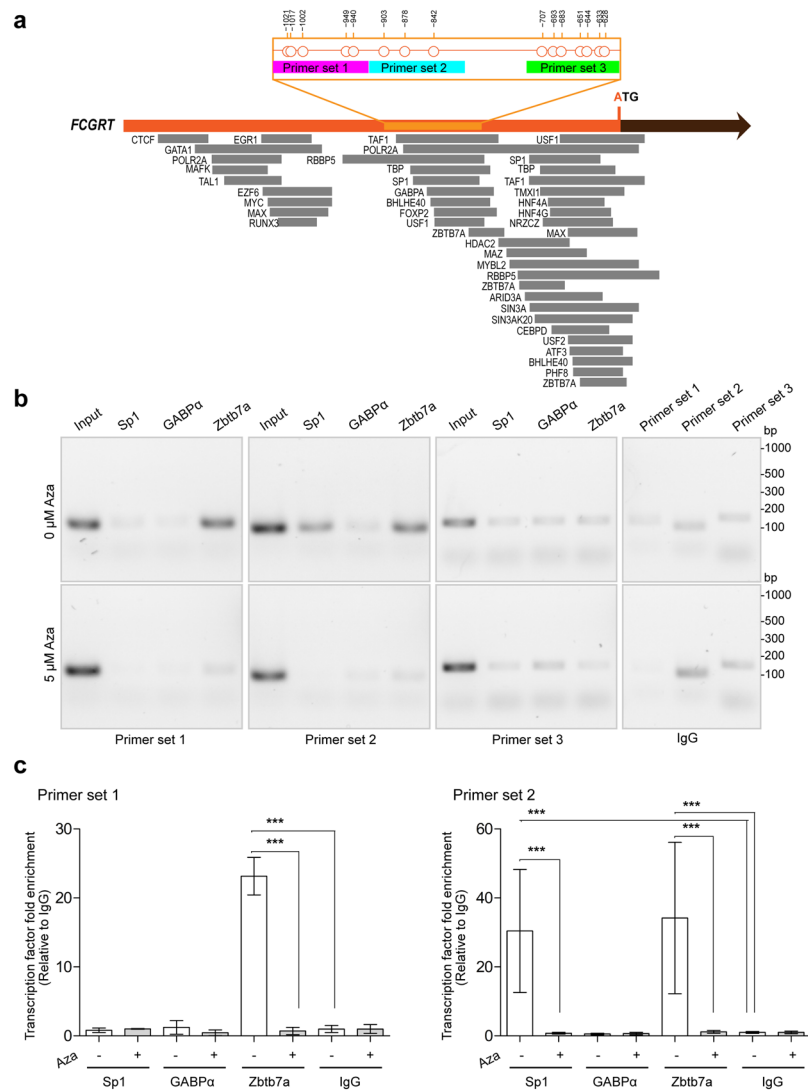 a
-1021
-1017
-1002
-949
-940
-903
-878
-842
-707
-693
-683
-651
-644
-633
-628
Primer set 1 Primer set 2 Primer set 3
ATG
FCGRT
CTCF EGR1 TAF1 USF1
GATA1 POLR2A
POLR2A RBBP5 SP1
MAFK TBP TBP
TAL1 SP1 TAF1
EZF6 GABPA TMXI1
MYC BHLHE40 HNF4A
MAX FOXP2 HNF4G
RUNX3 USF1 NRZCZ
ZBTB7A MAX
HDAC2
MAZ
MYBL2
RBBP5
ZBTB7A
ARID3A
SIN3A
SIN3AK20
CEBPD
USF2
ATF3
BHLHE40
PHF8
ZBTB7A
b
Input Sp1 GABPα Zbtb7a Input Sp1 GABPα Zbtb7a Input Sp1 GABPα Zbtb7a Primer set 1 Primer set 2 Primer set 3
bp
0 μM Aza
-1000
-500
-300
-200
-100
bp
5 μM Aza
-1000
-500
-300
-200
-100
Primer set 1 Primer set 2 Primer set 3 IgG
c
Primer set 1
Transcription factor fold enrichment
(Relative to IgG)
30
20
10
0
***
***
Aza - + - + - + - +
Sp1 GABPα Zbtb7a IgG
Primer set 2
Transcription factor fold enrichment
(Relative to IgG)
60
40
20
0
***
***
***
***
Aza - + - + - + - +
Sp1 GABPα Zbtb7a IgG